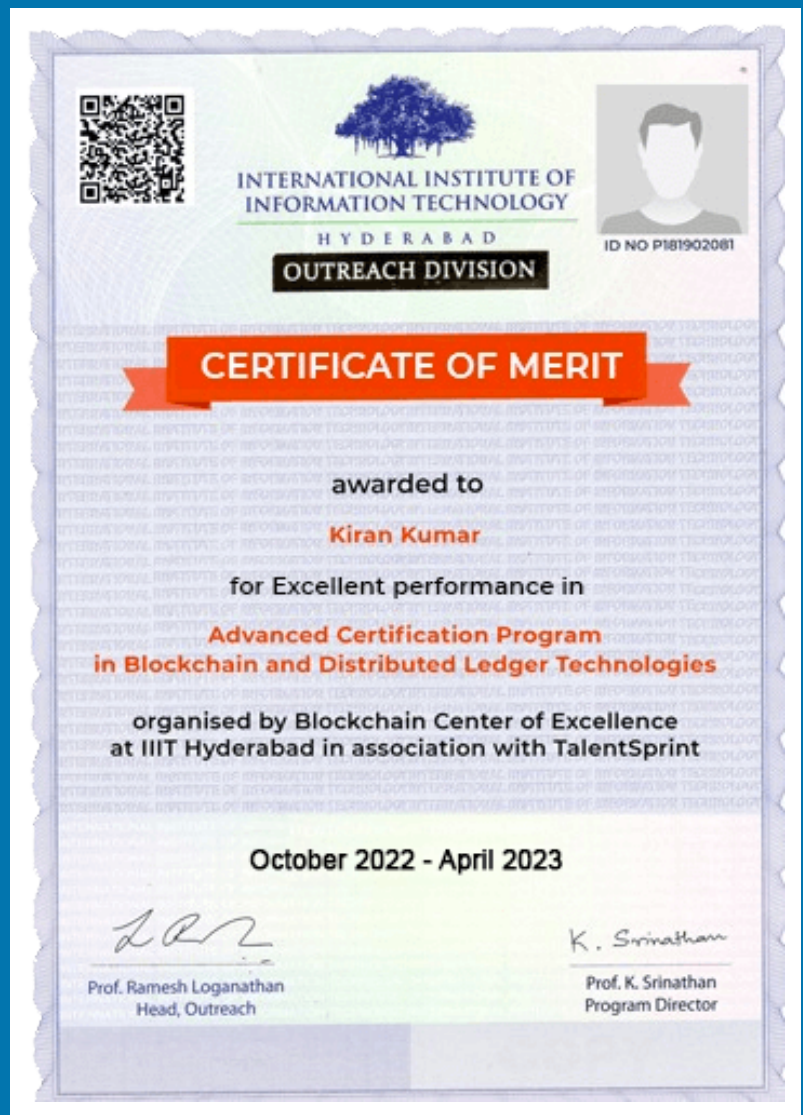 INTERNATIONAL INSTITUTE OF
INFORMATION TECHNOLOGY
HYDERABAD
OUTREACH DIVISION
ID NO P181902081
CERTIFICATE OF MERIT
awarded to
Kiran Kumar
for Excellent performance in
Advanced Certification Program
in Blockchain and Distributed Ledger Technologies
organised by Blockchain Center of Excellence
at IIIT Hyderabad in association with TalentSprint
October 2022 - April 2023
K. Srinathan
Prof. Ramesh Loganathan
Head, Outreach
Prof. K. Srinathan
Program Director